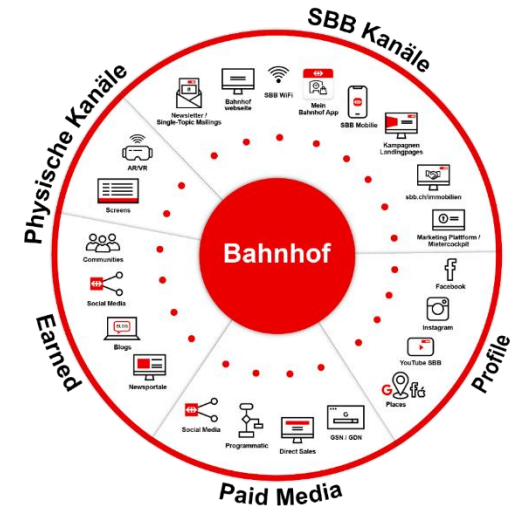 SBB Kanäle
Physische Kanäle
Newsletter /
Single-Topic Mailings
Bahnhof
webseite
SBB WiFi
Mein
Bahnhof App
SBB Mobilie
Kampagnen
Landingpages
sbb.ch/immobilien
Marketing Plattform /
Mietercockpit
AR/VR
Screens
Bahnhof
Communities
Social Media
BLOG
Blogs
Newsportale
Earned
Facebook
Instagram
YouTube SBB
G
Places
Profile
Social Media
Programmatic
Direct Sales
G
GSN / GDN
Paid Media